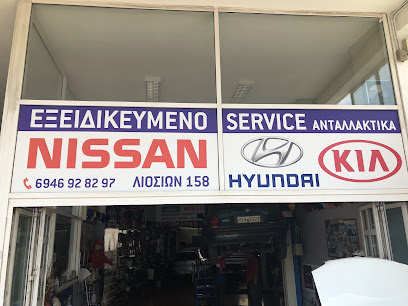 ΕΞΕΙΔΙΚΕΥΜΕΝΟ SERVICE ΑΝΤΑΛΛΑΚΤΙΚΑ
NISSAN HYUNDAI KIA
6946 92 82 97 ΛΙΟΣΙΩΝ 158